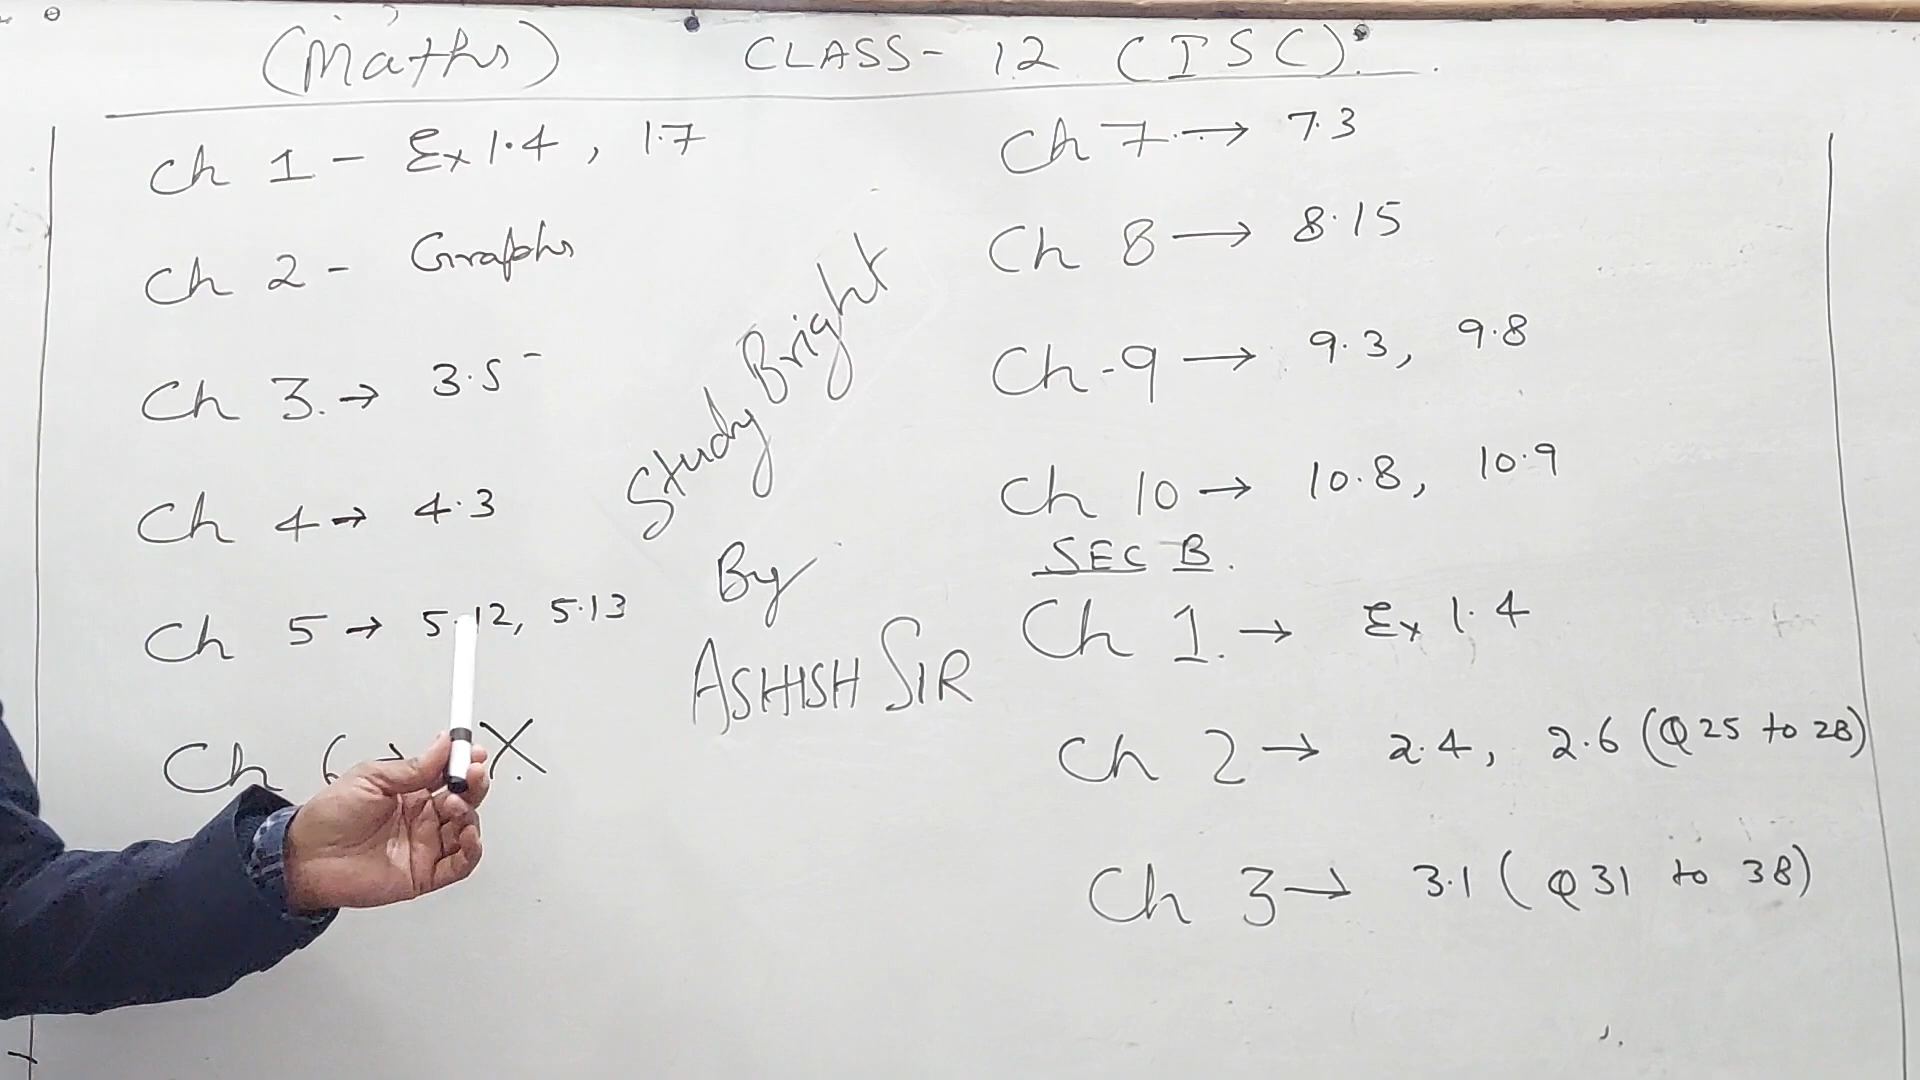 (Maths) CLASS- 12 (ISC)
Ch 1 - Ex 1.4, 1.7
Ch 2 - Graphs
Ch 3. → 3.5 -
Ch 4 → 4.3
Ch 5 → 5.12, 5.13
Ch 6 → X
Study Bright
By
ASHISH SIR
Ch 7 → 7.3
Ch 8 → 8.15
Ch-9 → 9.3, 9.8
Ch 10 → 10.8, 10.9
SEC B.
Ch 1. → Ex 1.4
Ch 2 → 2.4, 2.6 (Q 25 to 28)
Ch 3 → 3.1 (Q 31 to 38)